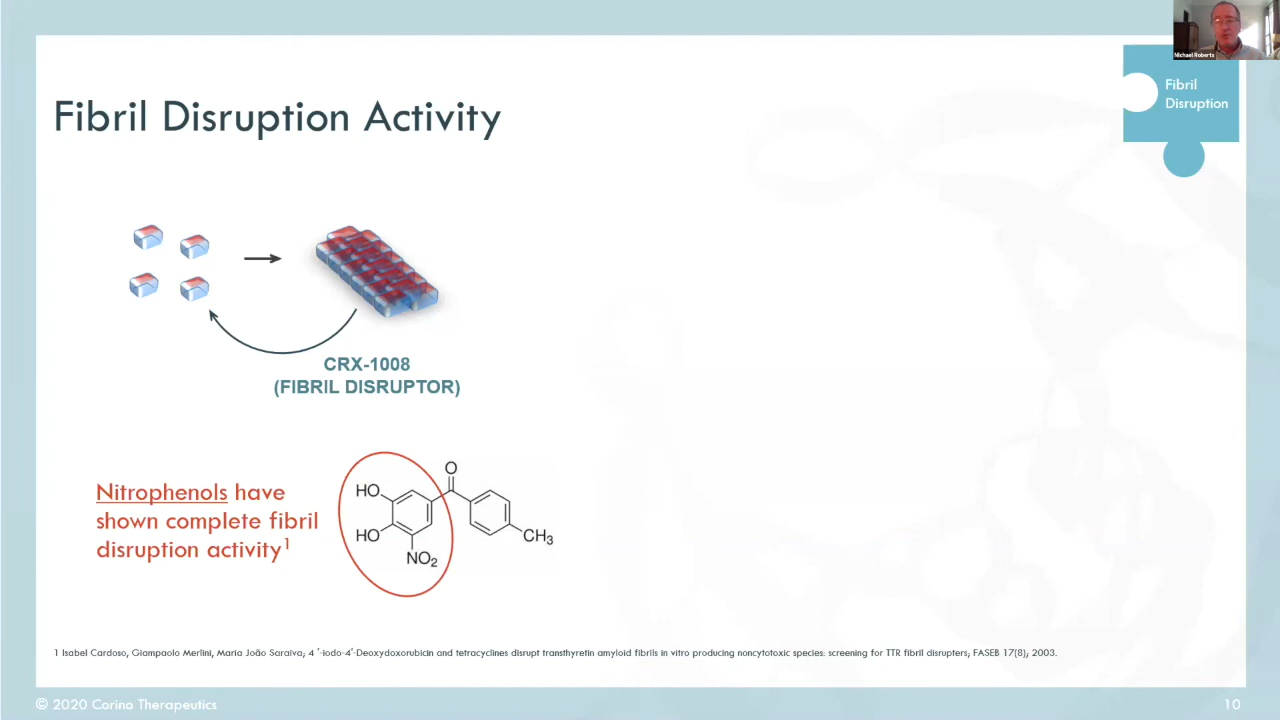 Michael Roberts
Fibril
Disruption
Fibril Disruption Activity
CRX-1008
(FIBRIL DISRUPTOR)
Nitrophenols have
shown complete fibril
disruption activity1
O
HO
HO
NO2
CH3
1 Isabel Cardoso, Giampaolo Merlini, Maria João Saraiva; 4 ′-iodo-4′-Deoxydoxorubicin and tetracyclines disrupt transthyretin amyloid fibrils in vitro producing noncytotoxic species: screening for TTR fibril disrupters; FASEB 17(8); 2003.
© 2020 Corino Therapeutics
10